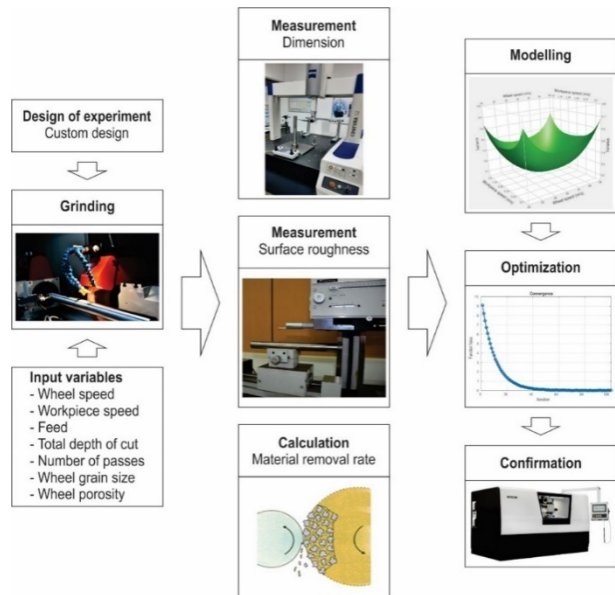 Design of experiment
Custom design
Grinding
Input variables
- Wheel speed
- Workpiece speed
- Feed
- Total depth of cut
- Number of passes
- Wheel grain size
- Wheel porosity
Measurement
Dimension
Measurement
Surface roughness
Calculation
Material removal rate
Modelling
Optimization
Convergence
Confirmation